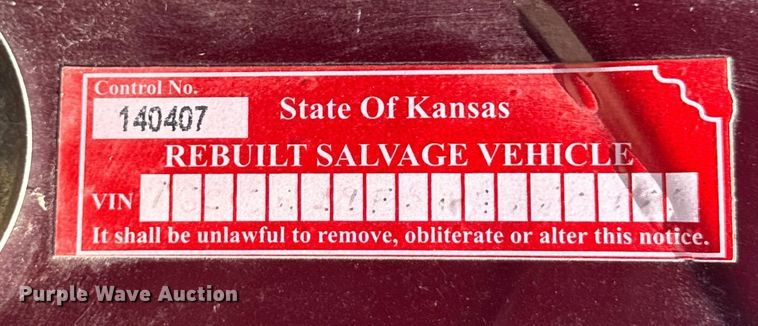 Control No.
140407
State Of Kansas
REBUILT SALVAGE VEHICLE
VIN
It shall be unlawful to remove, obliterate or alter this notice.
Purple Wave Auction